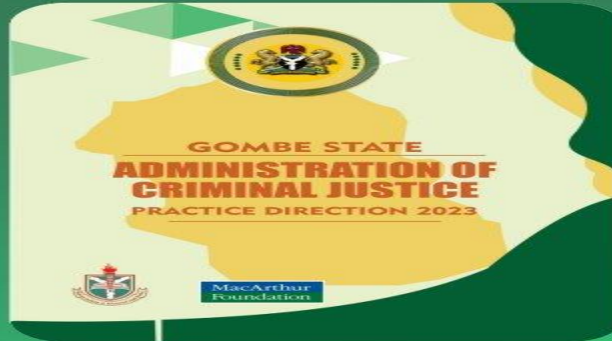 GOMBE STATE
ADMINISTRATION OF
CRIMINAL JUSTICE
PRACTICE DIRECTION 2023
MacArthur
Foundation